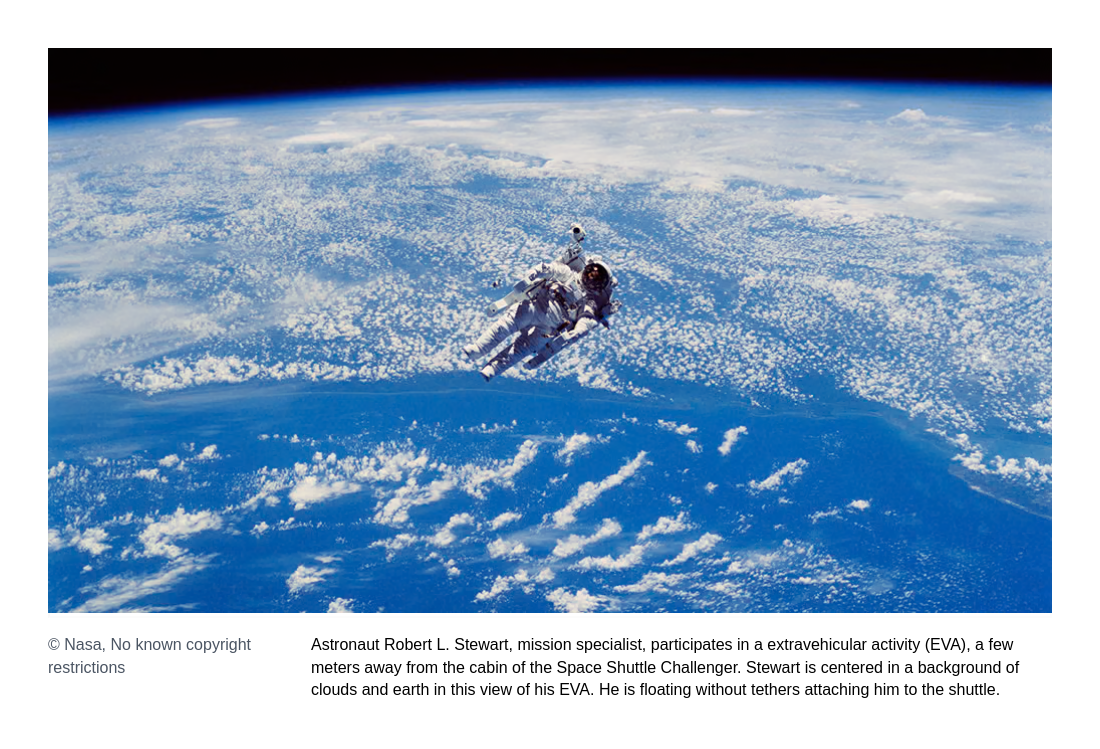 © Nasa, No known copyright
restrictions
Astronaut Robert L. Stewart, mission specialist, participates in a extravehicular activity (EVA), a few
meters away from the cabin of the Space Shuttle Challenger. Stewart is centered in a background of
clouds and earth in this view of his EVA. He is floating without tethers attaching him to the shuttle.